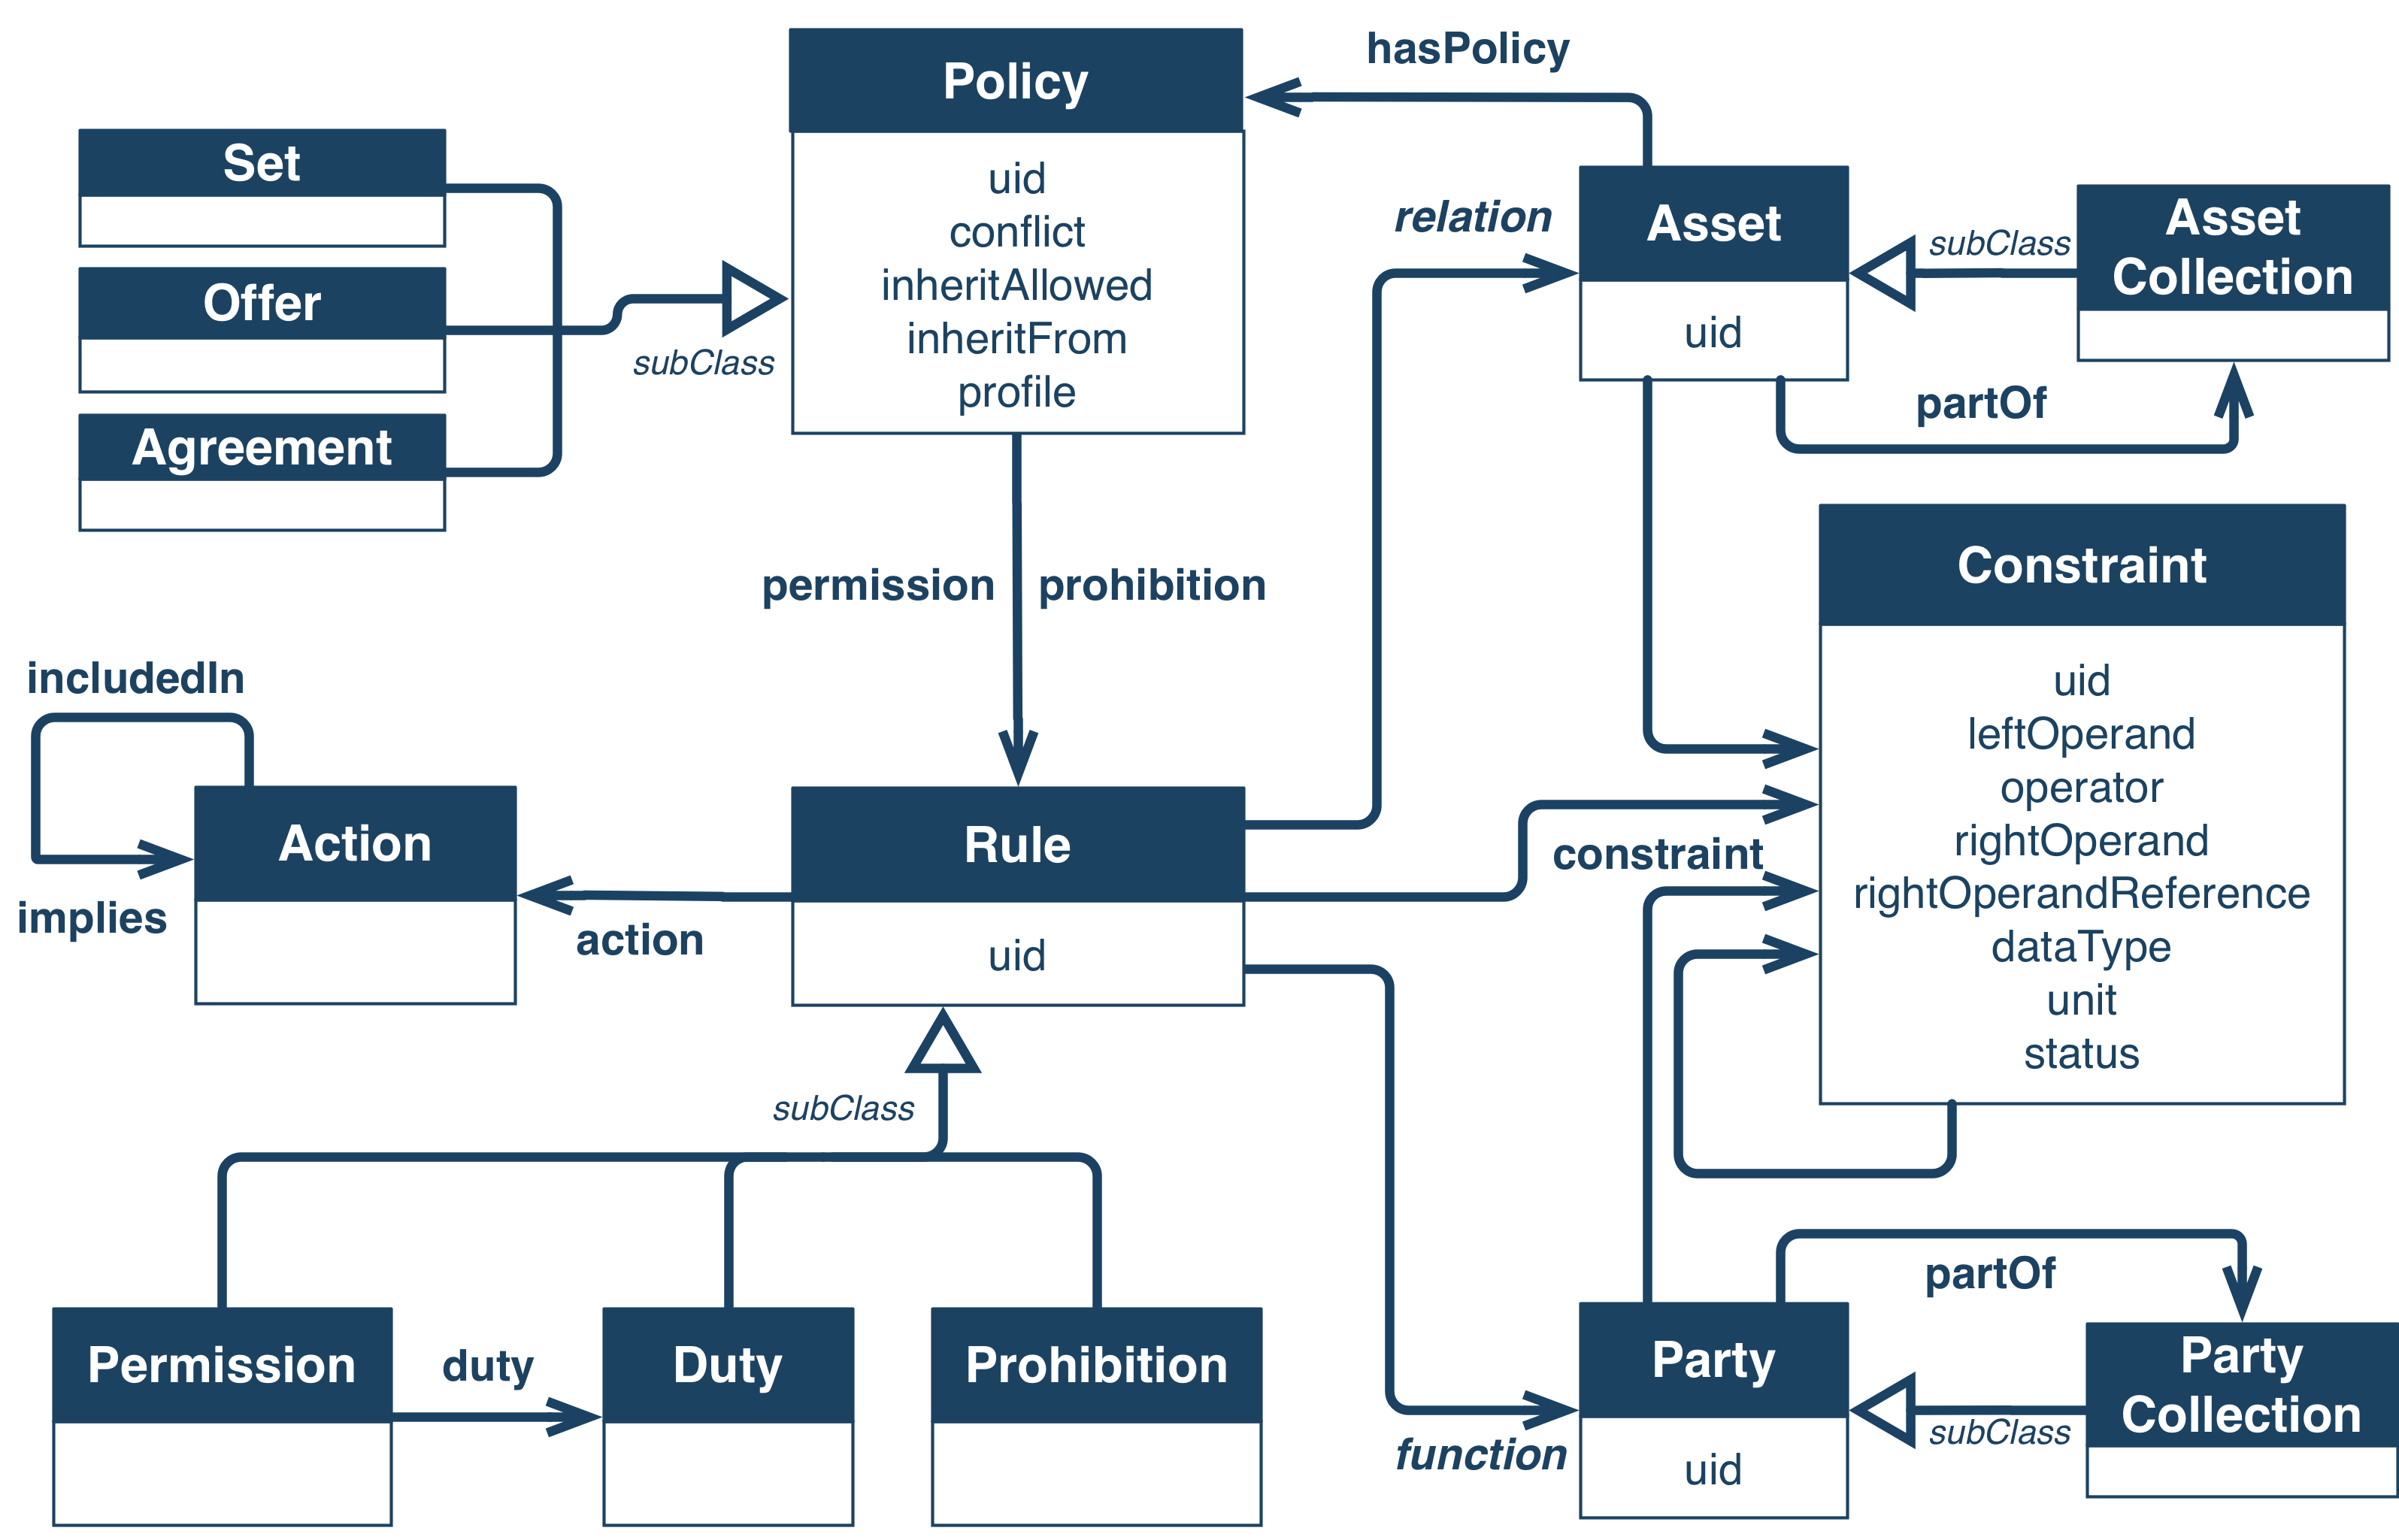 Policy
uid
conflict
inheritAllowed
inheritFrom
profile
hasPolicy
Set
Offer
Agreement
subClass
relation
Asset
uid
subClass
Asset
Collection
partOf
permission
prohibition
Constraint
uid
leftOperand
operator
rightOperand
rightOperandReference
dataType
unit
status
includedIn
Action
implies
action
Rule
uid
constraint
subClass
Permission
duty
Duty
Prohibition
function
Party
uid
partOf
subClass
Party
Collection